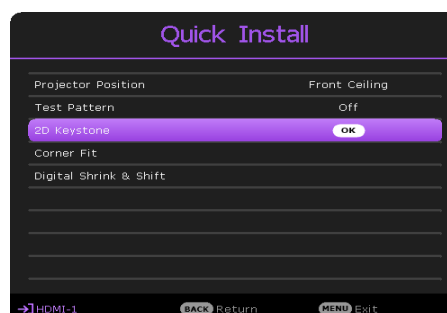 Quick Install
Projector Position Front Ceiling
Test Pattern Off
2D Keystone OK
Corner Fit
Digital Shrink & Shift
HDMI-1 BACK Return MENU Exit